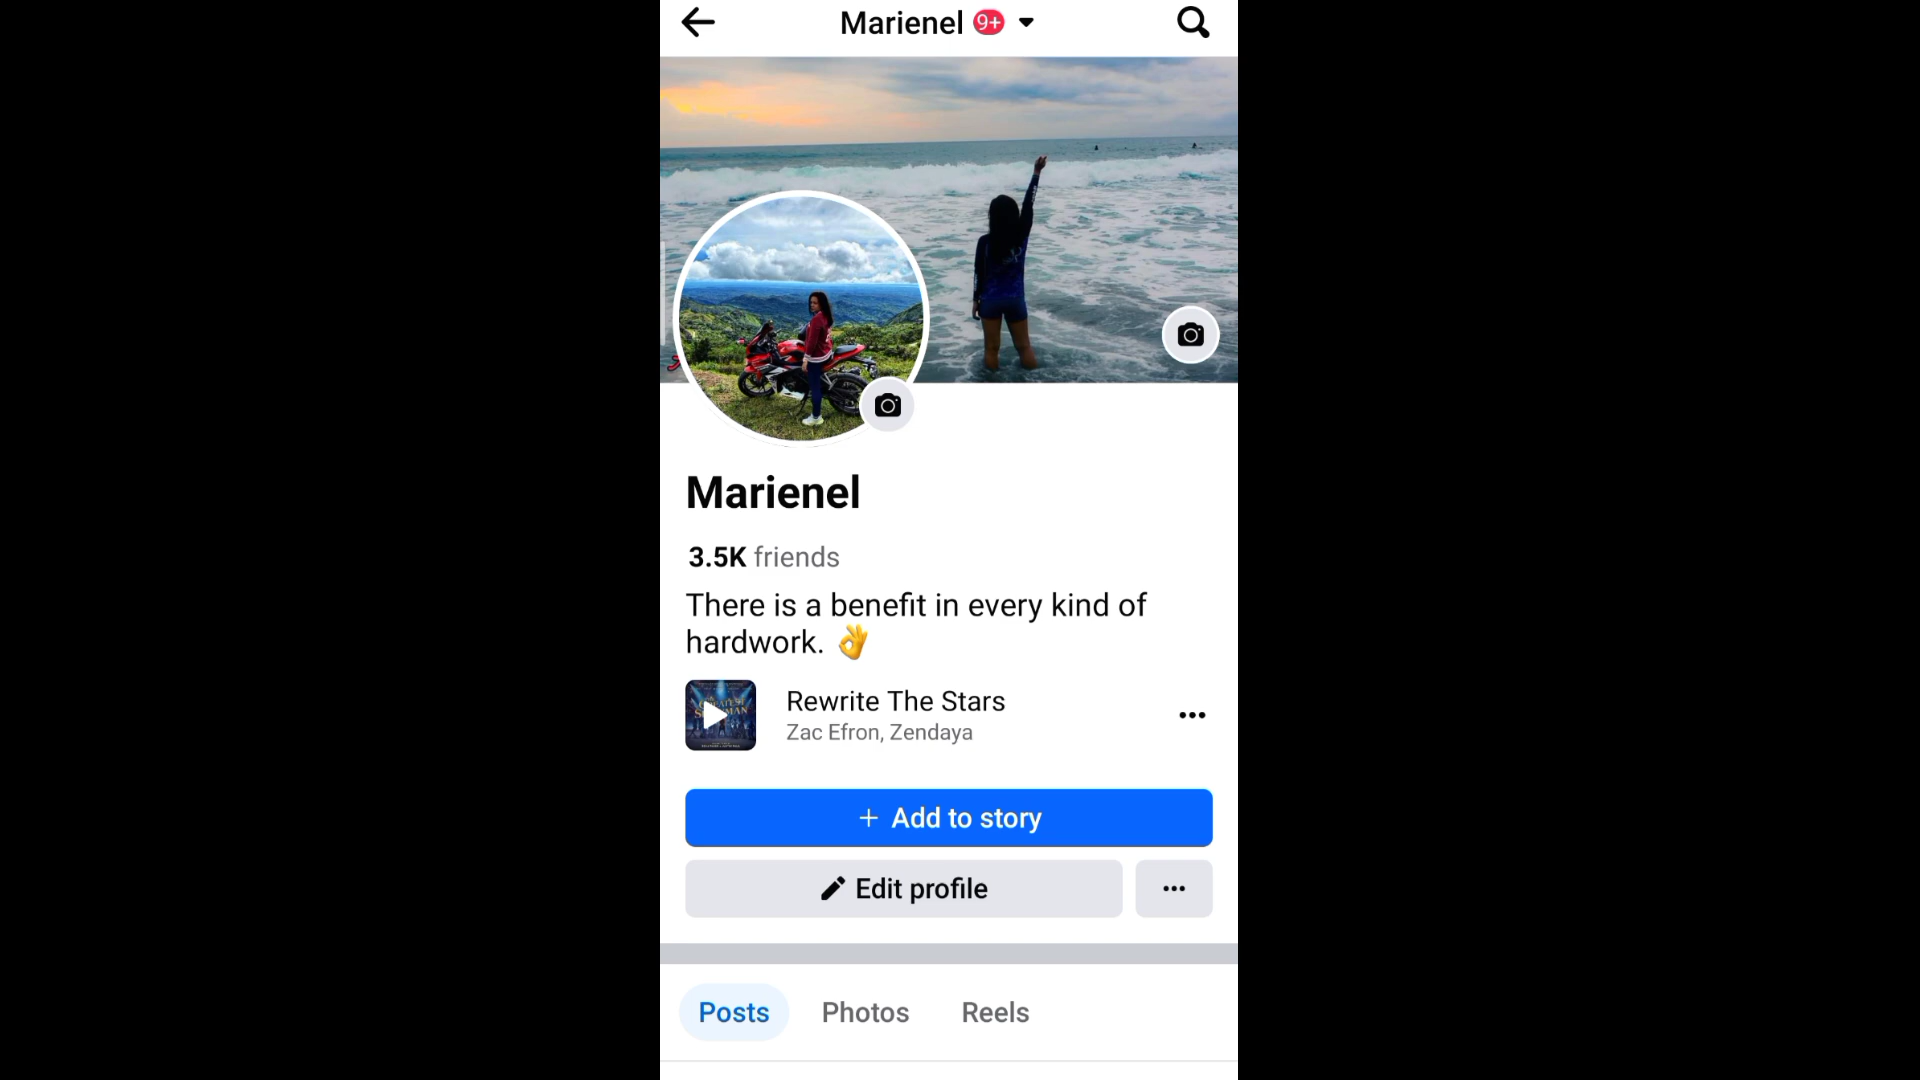 Marienel 9+
Marienel
3.5K friends
There is a benefit in every kind of
hardwork. 👌
Rewrite The Stars
Zac Efron, Zendaya
+ Add to story
Edit profile
Posts Photos Reels